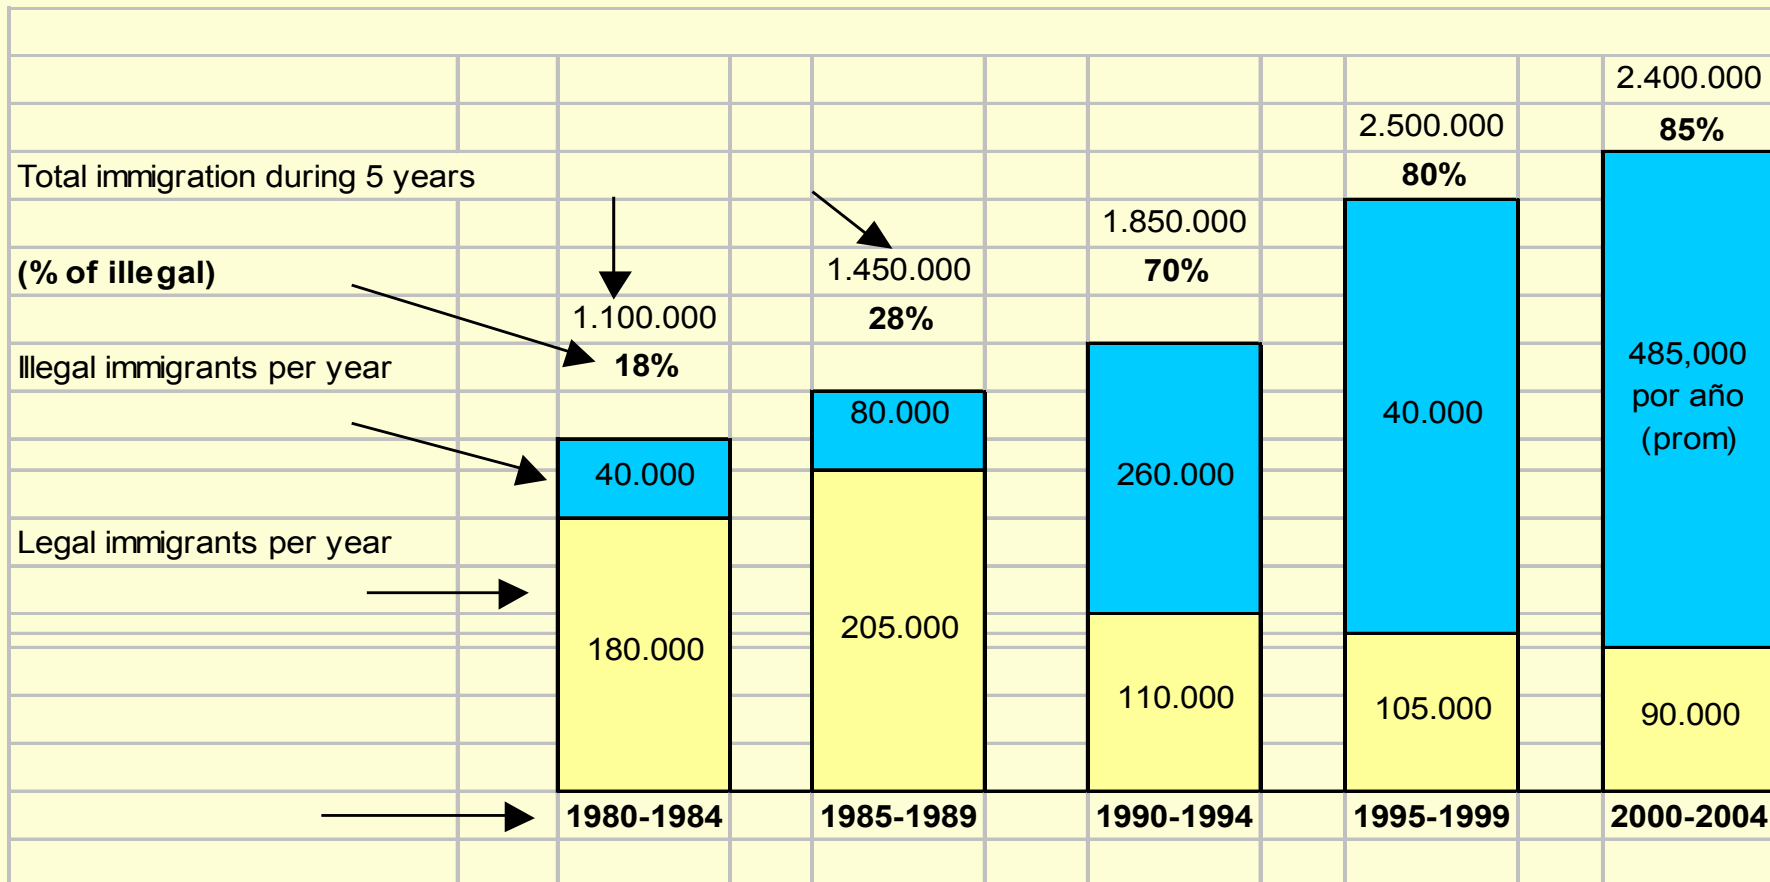 2.400.000
2.500.000 85%
Total immigration during 5 years 80%
1.850.000
(% of illegal) 1.450.000 70%
1.100.000 28%
Illegal immigrants per year 18% 485,000
por año
80.000 40.000
(prom)
40.000 260.000
Legal immigrants per year
205.000
180.000
110.000 105.000 90.000
1980-1984 1985-1989 1990-1994 1995-1999 2000-2004